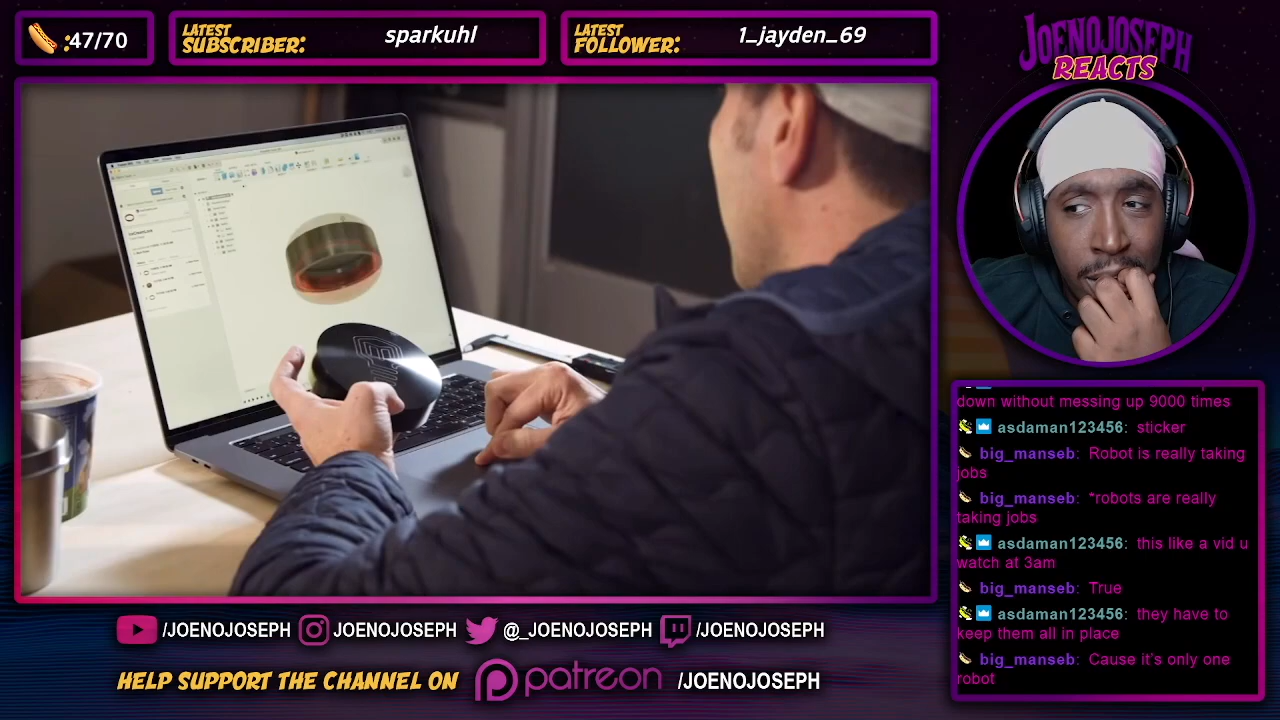 :47/70
LATEST
SUBSCRIBER:
sparkuhl
LATEST
FOLLOWER:
1_jayden_69
JOENOJOSEPH
REACTS
down without messing up 9000 times
asdaman123456: sticker
big_manseb: Robot is really taking
jobs
big_manseb: *robots are really
taking jobs
asdaman123456: this like a vid u
watch at 3am
big_manseb: True
asdaman123456: they have to
keep them all in place
big_manseb: Cause it's only one
robot
/JOENOJOSEPH
JOENOJOSEPH
@_JOENOJOSEPH
/JOENOJOSEPH
HELP SUPPORT THE CHANNEL ON
patreon
/JOENOJOSEPH